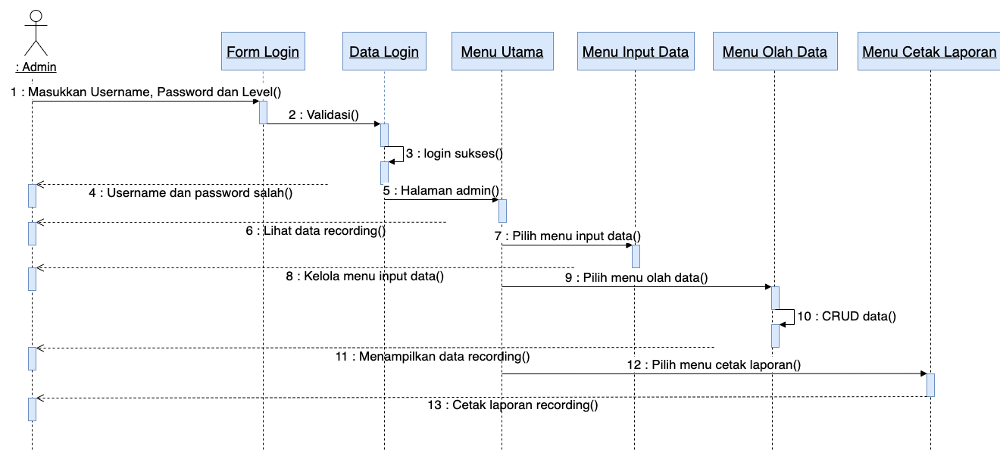 : Admin
Form Login
Data Login
Menu Utama
Menu Input Data
Menu Olah Data
Menu Cetak Laporan
1 : Masukkan Username, Password dan Level()
2 : Validasi()
3 : login sukses()
4 : Username dan password salah()
5 : Halaman admin()
6 : Lihat data recording()
7 : Pilih menu input data()
8 : Kelola menu input data()
9 : Pilih menu olah data()
10 : CRUD data()
11 : Menampilkan data recording()
12 : Pilih menu cetak laporan()
13 : Cetak laporan recording()